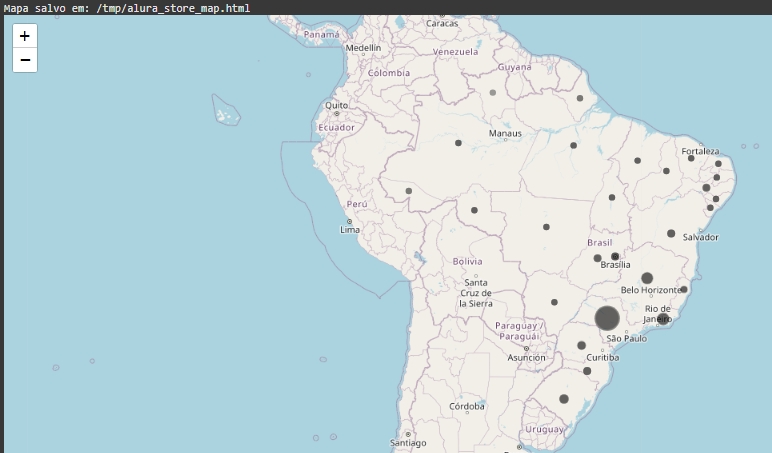 Mapa salvo em: /tmp/alura_store_map.html
+
−
Caracas
Panamá
Medellín
Venezuela
Guyana
Colombia
Quito
Ecuador
Manaus
Fortaleza
Perú
Lima
Salvador
Brasil
Bolivia
Brasília
Santa
Cruz de
la Sierra
Belo Horizonte
Rio de
Janeiro
Paraguay /
Paraguái
São Paulo
Asunción
Curitiba
Córdoba
Uruguay
Santiago